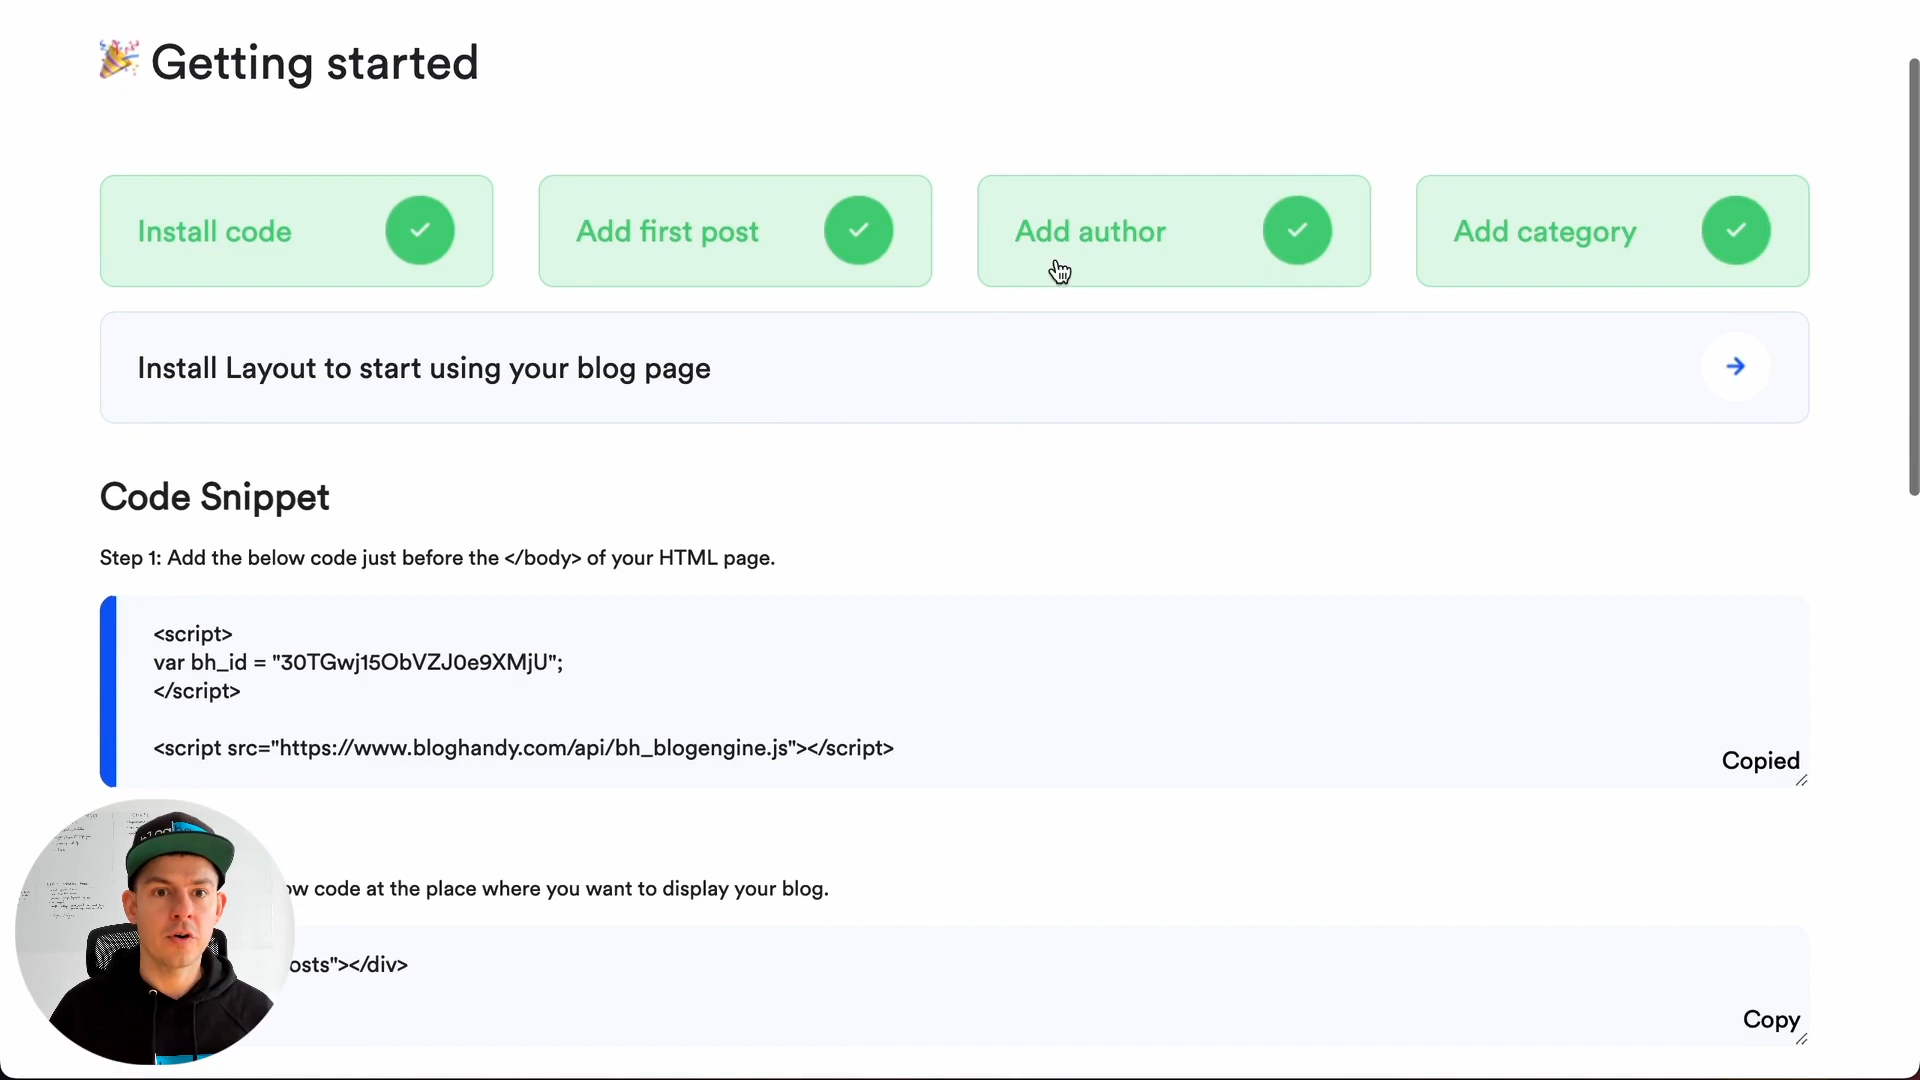 Getting started
Install code
Add first post
Add author
Add category
Install Layout to start using your blog page
Code Snippet
Step 1: Add the below code just before the </body> of your HTML page.
<script>
var bh_id = "30TGwj15ObVZJ0e9XMjU";
</script>
<script src="https://www.bloghandy.com/api/bh_blogengine.js"></script>
Copied
code at the place where you want to display your blog.
osts"></div>
Copy